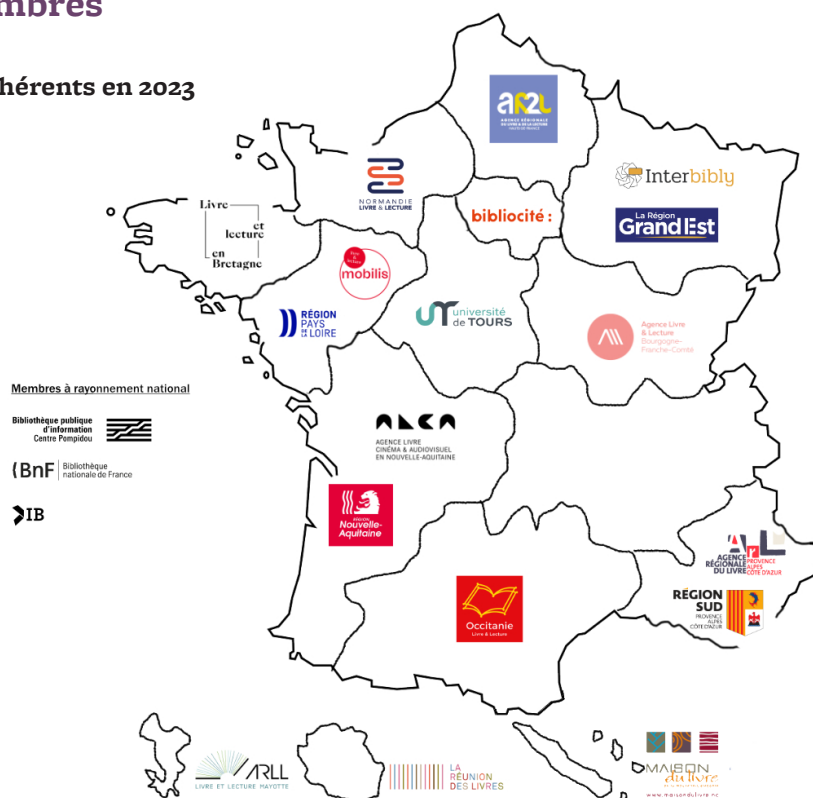 mbres
hérents en 2023
ar2l
AGENCE RÉGIONALE
DU LIVRE & DE LA LECTURE
HAUTS-DE-FRANCE
Interbibly
La Région
Grand Est
NORMANDIE
LIVRE & LECTURE
bibliocité :
Livre
et
lecture
en
Bretagne
livre
&
lecture
mobilis
RÉGION
PAYS
DE LA
LOIRE
UT université
de TOURS
Agence Livre
& Lecture
Bourgogne-
Franche-Comté
Membres à rayonnement national
Bibliothèque publique
d'information
Centre Pompidou
BnF
Bibliothèque
nationale de France
IB
ALCA
AGENCE LIVRE
CINÉMA & AUDIOVISUEL
EN NOUVELLE-AQUITAINE
RÉGION
Nouvelle-
Aquitaine
Occitanie
Livre & Lecture
ArL
AGENCE
RÉGIONALE
DU LIVRE
PROVENCE
ALPES
CÔTE D'AZUR
RÉGION
SUD
PROVENCE
ALPES
CÔTE D'AZUR
ARLL
LIVRE ET LECTURE MAYOTTE
LA
RÉUNION
DES LIVRES
MAISON
du livre
www.maisondulivre.nc